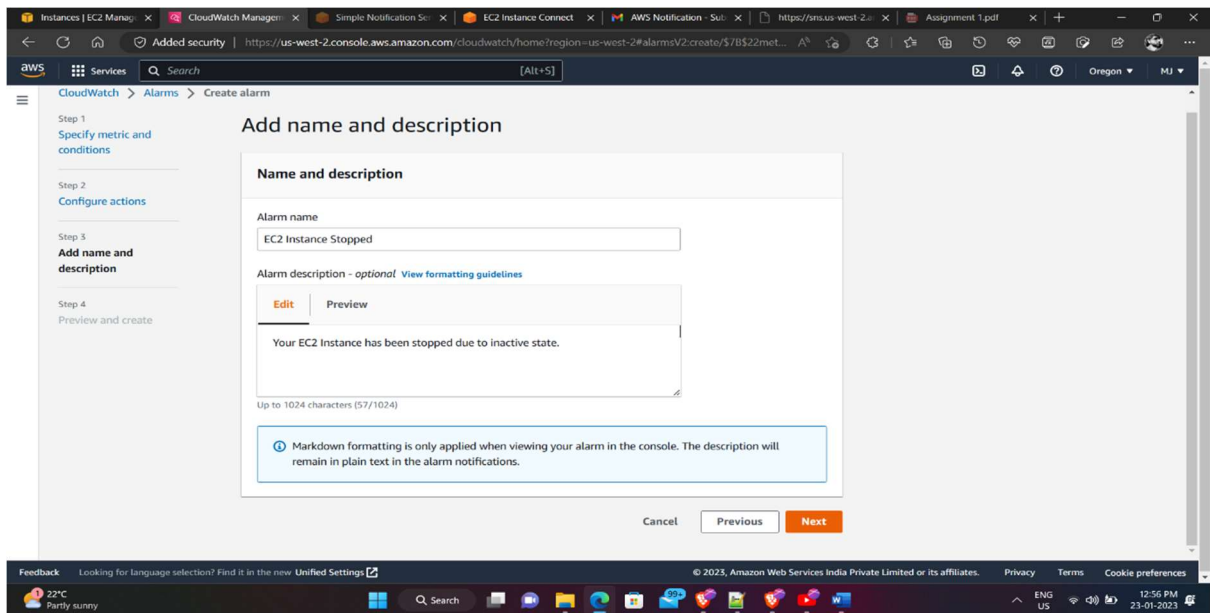 Instances | EC2 Manag
CloudWatch Managem
Simple Notification Ser
EC2 Instance Connect
AWS Notification - Sub
https://sns.us-west-2.a
Assignment 1.pdf
Added security
https://us-west-2.console.aws.amazon.com/cloudwatch/home?region=us-west-2#alarmsV2:create/$7B$22met...
aws
Services
Search
[Alt+S]
Oregon
MJ
CloudWatch > Alarms > Create alarm
Step 1
Specify metric and
conditions
Step 2
Configure actions
Step 3
Add name and
description
Step 4
Preview and create
Add name and description
Name and description
Alarm name
EC2 Instance Stopped
Alarm description - optional View formatting guidelines
Edit
Preview
Your EC2 Instance has been stopped due to inactive state.
Up to 1024 characters (57/1024)
Markdown formatting is only applied when viewing your alarm in the console. The description will
remain in plain text in the alarm notifications.
Cancel
Previous
Next
Feedback
Looking for language selection? Find it in the new Unified Settings
© 2023, Amazon Web Services India Private Limited or its affiliates.
Privacy
Terms
Cookie preferences
1
22°C
Partly sunny
Search
99+
ENG
US
12:56 PM
23-01-2023